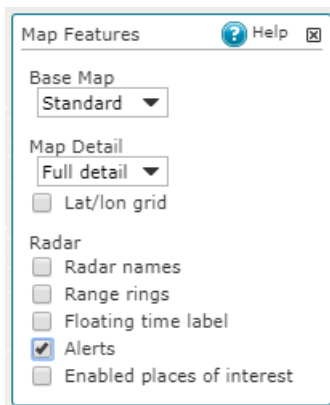 Map Features ? Help
Base Map
Standard
Map Detail
Full detail
Lat/lon grid
Radar
Radar names
Range rings
Floating time label
Alerts
Enabled places of interest